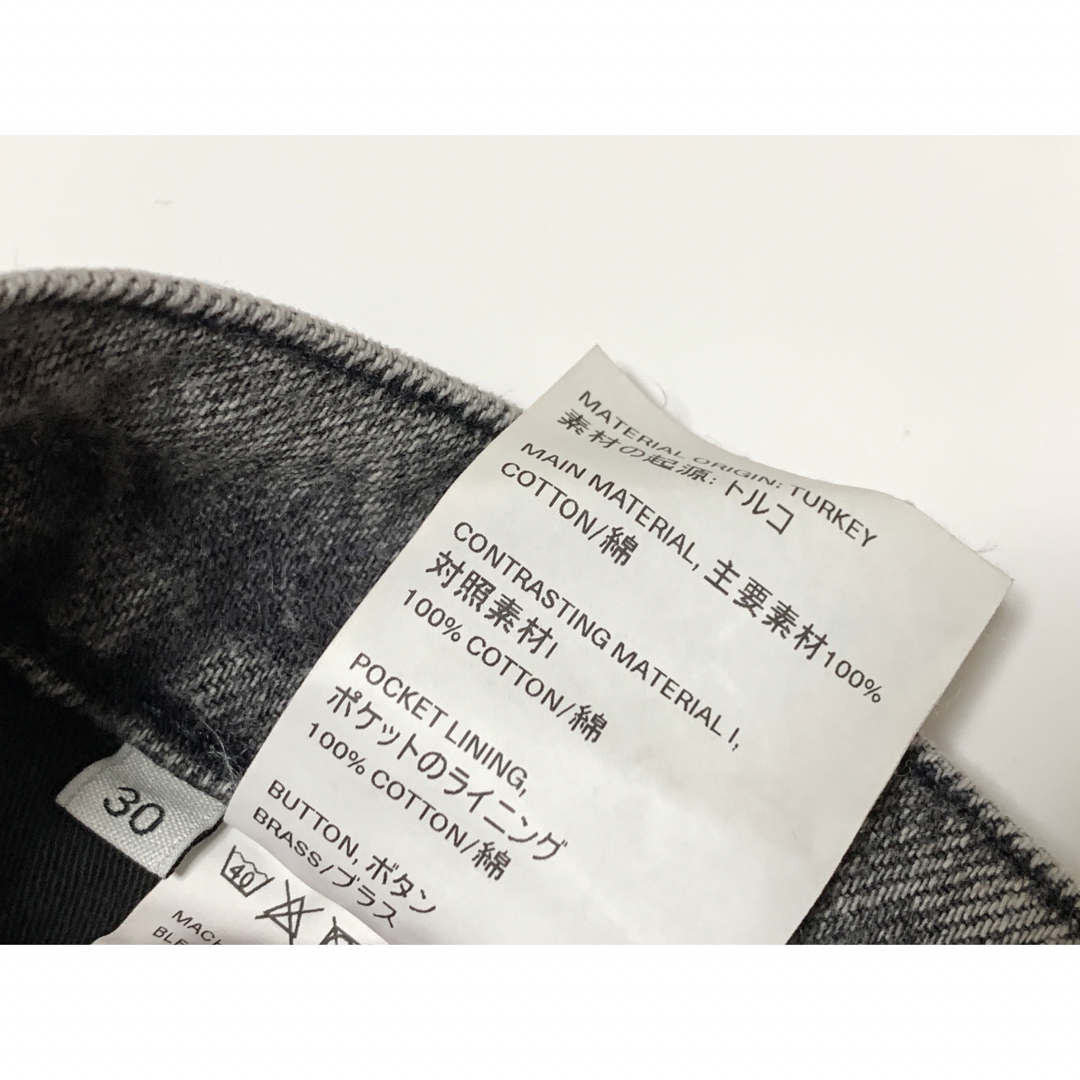 MATERIAL ORIGIN: TURKEY
素材の起源: トルコ
MAIN MATERIAL, 主要素材100%
COTTON/綿
CONTRASTING MATERIAL I,
対照素材I
100% COTTON/綿
POCKET LINING,
ポケットのライニング
100% COTTON/綿
BUTTON, ボタン
BRASS/ブラス
30
40